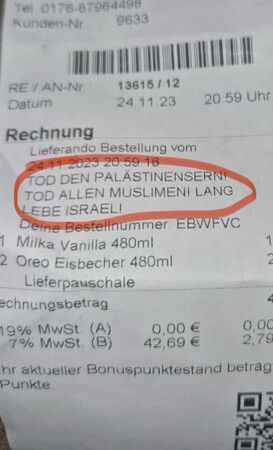 Tel 0176-87964498
Kunden-Nr. 9633
RE / AN-Nr. 13615 / 12
Datum 24.11.23 20:59 Uhr
Rechnung
Lieferando Bestellung vom
24.11.2023 20:59:16
TOD DEN PALÄSTINENSERN!
TOD ALLEN MUSLIMEN! LANG
LEBE ISRAEL!
Deine Bestellnummer: EBWFVC
1 Milka Vanilla 480ml
2 Oreo Eisbecher 480ml
Lieferpauschale
echnungsbetrag
19% MwSt. (A) 0,00 € 0,0
7% MwSt. (B) 42,69 € 2,79
hr aktueller Bonuspunktestand betrag
Punkte.